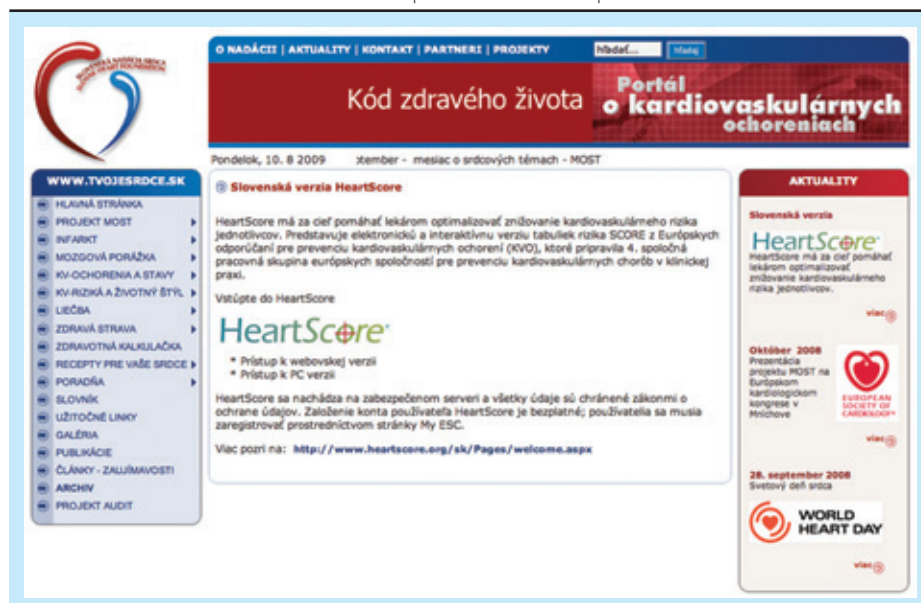 SLOVENSKÁ NADÁCIA SRDCA
SLOVAK HEART FOUNDATION
O NADÁCII | AKTUALITY | KONTAKT | PARTNERI | PROJEKTY
hľadať...
hľadaj
Kód zdravého života
Portál
o kardiovaskulárnych
ochoreniach
Pondelok, 10. 8 2009
:tember - mesiac o srdcových témach - MOST
WWW.TVOJESRDCE.SK
HLAVNÁ STRÁNKA
PROJEKT MOST
INFARKT
MOZGOVÁ PORÁŽKA
KV-OCHORENIA A STAVY
KV-RIZIKÁ A ŽIVOTNÝ ŠTÝL
LIEČBA
ZDRAVÁ STRAVA
ZDRAVOTNÁ KALKULAČKA
RECEPTY PRE VAŠE SRDCE
PORADŇA
SLOVNÍK
UŽITOČNÉ LINKY
GALÉRIA
PUBLIKÁCIE
ČLÁNKY - ZAUJÍMAVOSTI
ARCHIV
PROJEKT AUDIT
Slovenská verzia HeartScore
HeartScore má za cieľ pomáhať lekárom optimalizovať znižovanie kardiovaskulárneho rizika
jednotlivcov. Predstavuje elektronickú a interaktívnu verziu tabuliek rizika SCORE z Európskych
odporúčaní pre prevenciu kardiovaskulárnych ochorení (KVO), ktoré pripravila 4. spoločná
pracovná skupina európskych spoločností pre prevenciu kardiovaskulárnych chorôb v klinickej
praxi.
Vstúpte do HeartScore
HeartScore
* Prístup k webovskej verzii
* Prístup k PC verzii
HeartScore sa nachádza na zabezpečenom serveri a všetky údaje sú chránené zákonmi o
ochrane údajov. Založenie konta používateľa HeartScore je bezplatné; používatelia sa musia
zaregistrovať prostredníctvom stránky My ESC.
Viac pozri na: http://www.heartscore.org/sk/Pages/welcome.aspx
AKTUALITY
Slovenská verzia
HeartScore
HeartScore má za cieľ pomáhať
lekárom optimalizovať
znižovanie kardiovaskulárneho
rizika jednotlivcov.
viac
Október 2008
Prezentácia
projektu MOST na
Európskom
kardiologickom
kongrese v
Mníchove
EUROPEAN
SOCIETY OF
CARDIOLOGY®
viac
28. september 2008
Svetový deň srdca
WORLD
HEART DAY
viac